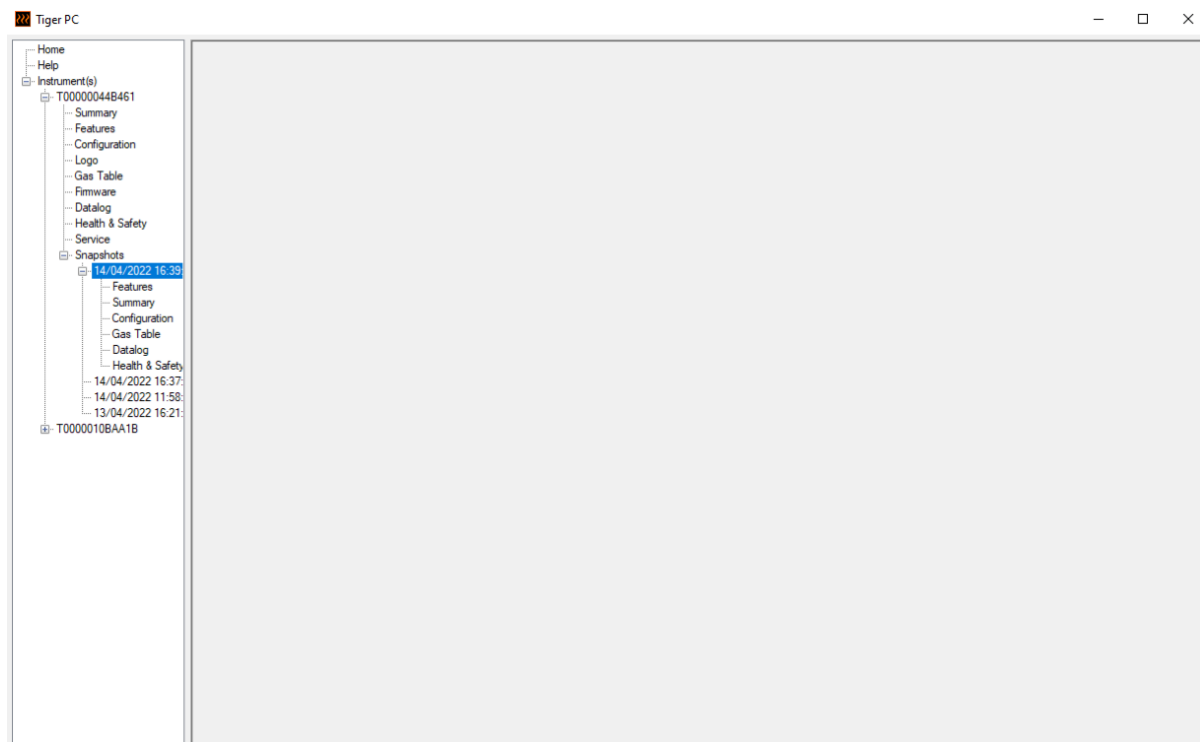 Tiger PC
Home
Help
Instrument(s)
T00000044B461
Summary
Features
Configuration
Logo
Gas Table
Firmware
Datalog
Health & Safety
Service
Snapshots
14/04/2022 16:39:
Features
Summary
Configuration
Gas Table
Datalog
Health & Safety
14/04/2022 16:37:
14/04/2022 11:58:
13/04/2022 16:21:
T0000010BAA1B